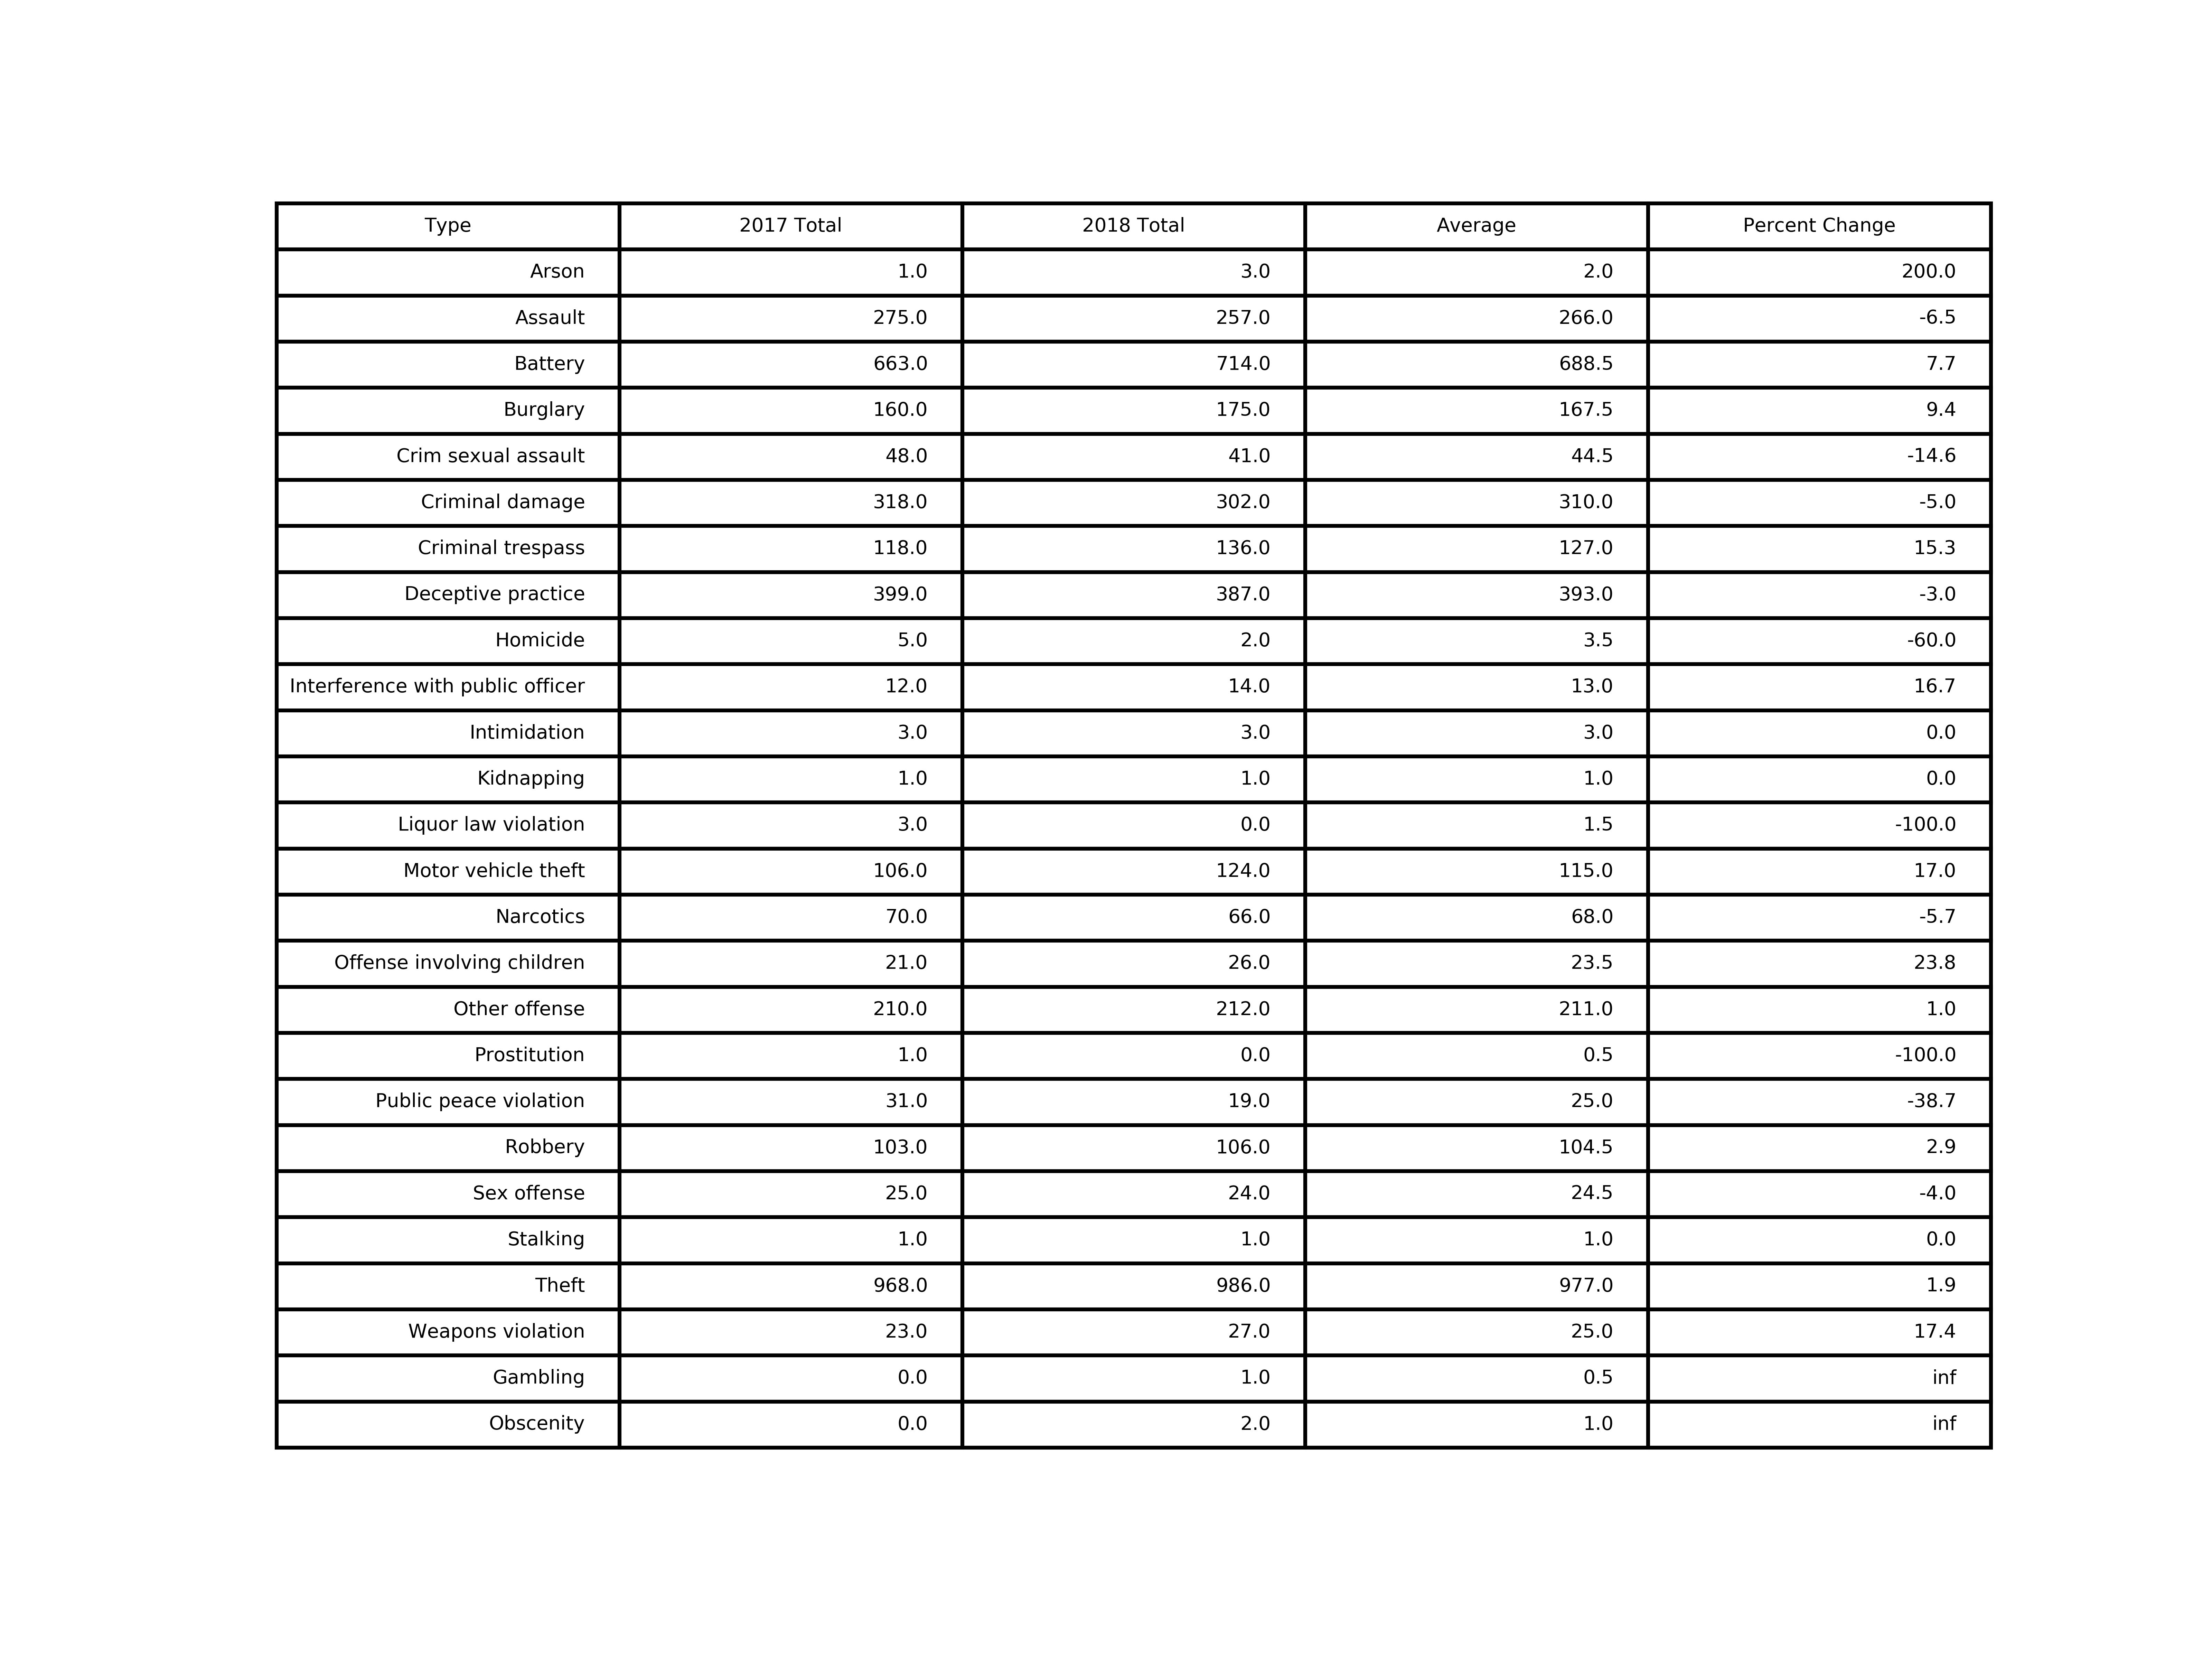 Type 2017 Total 2018 Total Average Percent Change
Arson 1.0 3.0 2.0 200.0
Assault 275.0 257.0 266.0 -6.5
Battery 663.0 714.0 688.5 7.7
Burglary 160.0 175.0 167.5 9.4
Crim sexual assault 48.0 41.0 44.5 -14.6
Criminal damage 318.0 302.0 310.0 -5.0
Criminal trespass 118.0 136.0 127.0 15.3
Deceptive practice 399.0 387.0 393.0 -3.0
Homicide 5.0 2.0 3.5 -60.0
Interference with public officer 12.0 14.0 13.0 16.7
Intimidation 3.0 3.0 3.0 0.0
Kidnapping 1.0 1.0 1.0 0.0
Liquor law violation 3.0 0.0 1.5 -100.0
Motor vehicle theft 106.0 124.0 115.0 17.0
Narcotics 70.0 66.0 68.0 -5.7
Offense involving children 21.0 26.0 23.5 23.8
Other offense 210.0 212.0 211.0 1.0
Prostitution 1.0 0.0 0.5 -100.0
Public peace violation 31.0 19.0 25.0 -38.7
Robbery 103.0 106.0 104.5 2.9
Sex offense 25.0 24.0 24.5 -4.0
Stalking 1.0 1.0 1.0 0.0
Theft 968.0 986.0 977.0 1.9
Weapons violation 23.0 27.0 25.0 17.4
Gambling 0.0 1.0 0.5 inf
Obscenity 0.0 2.0 1.0 inf